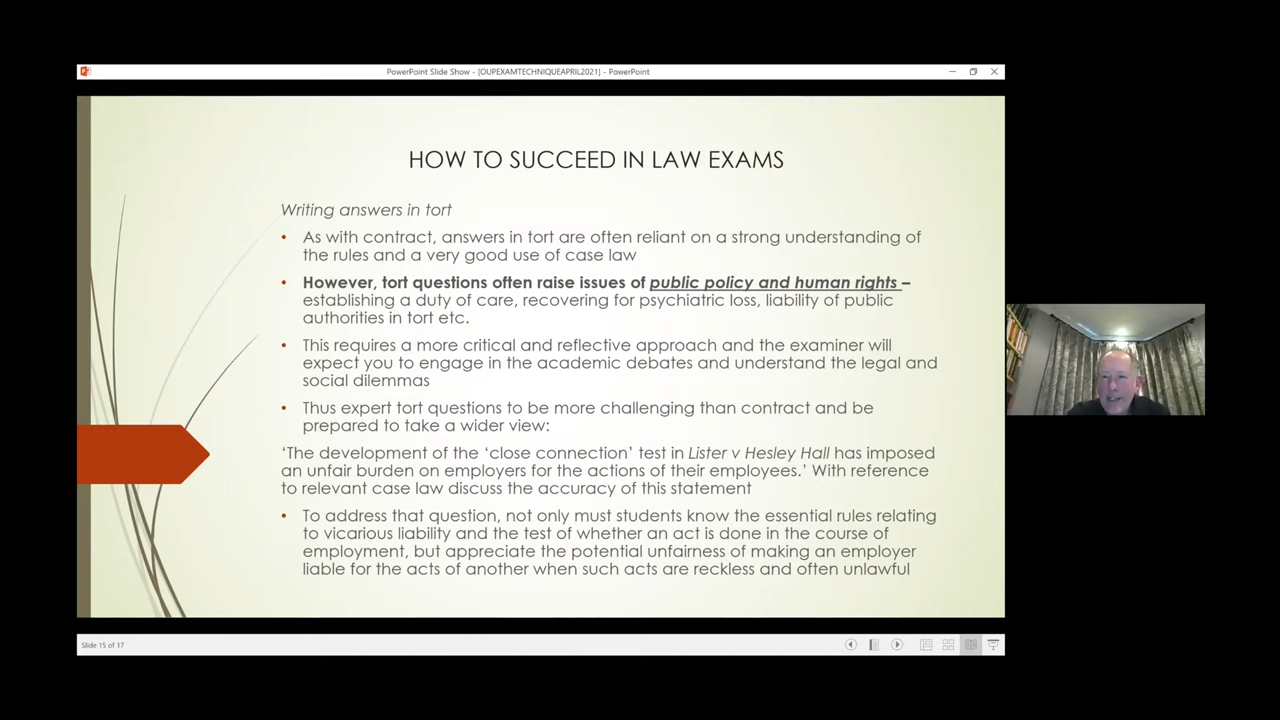 PowerPoint Slide Show - [OUPEXAMTECHNIQUEAPRIL2021] - PowerPoint
HOW TO SUCCEED IN LAW EXAMS
Writing answers in tort
• As with contract, answers in tort are often reliant on a strong understanding of
the rules and a very good use of case law
• However, tort questions often raise issues of public policy and human rights –
establishing a duty of care, recovering for psychiatric loss, liability of public
authorities in tort etc.
• This requires a more critical and reflective approach and the examiner will
expect you to engage in the academic debates and understand the legal and
social dilemmas
• Thus expert tort questions to be more challenging than contract and be
prepared to take a wider view:
‘The development of the ‘close connection’ test in Lister v Hesley Hall has imposed
an unfair burden on employers for the actions of their employees.’ With reference
to relevant case law discuss the accuracy of this statement
• To address that question, not only must students know the essential rules relating
to vicarious liability and the test of whether an act is done in the course of
employment, but appreciate the potential unfairness of making an employer
liable for the acts of another when such acts are reckless and often unlawful
Slide 15 of 17